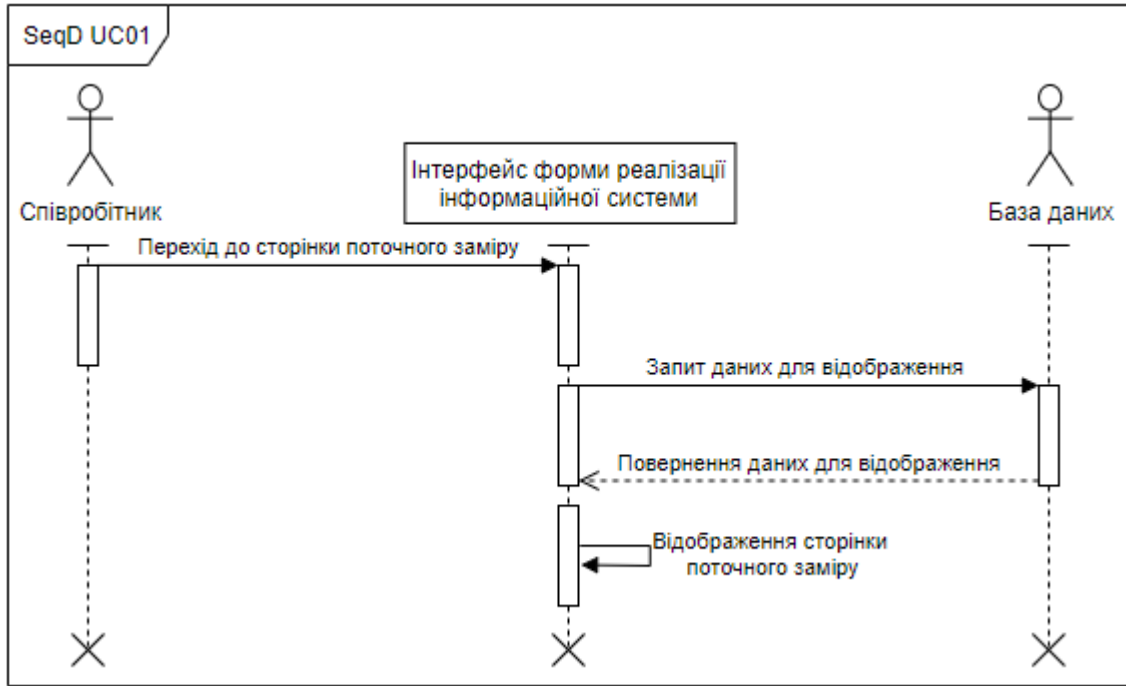 SeqD UC01
Співробітник
Інтерфейс форми реалізації
інформаційної системи
База даних
Перехід до сторінки поточного заміру
Запит даних для відображення
Повернення даних для відображення
Відображення сторінки
поточного заміру